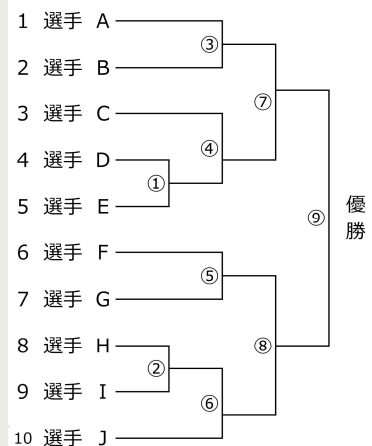 1 選手 A
2 選手 B
3 選手 C
4 選手 D
5 選手 E
6 選手 F
7 選手 G
8 選手 H
9 選手 I
10 選手 J
①
②
③
④
⑤
⑥
⑦
⑧
⑨
優勝